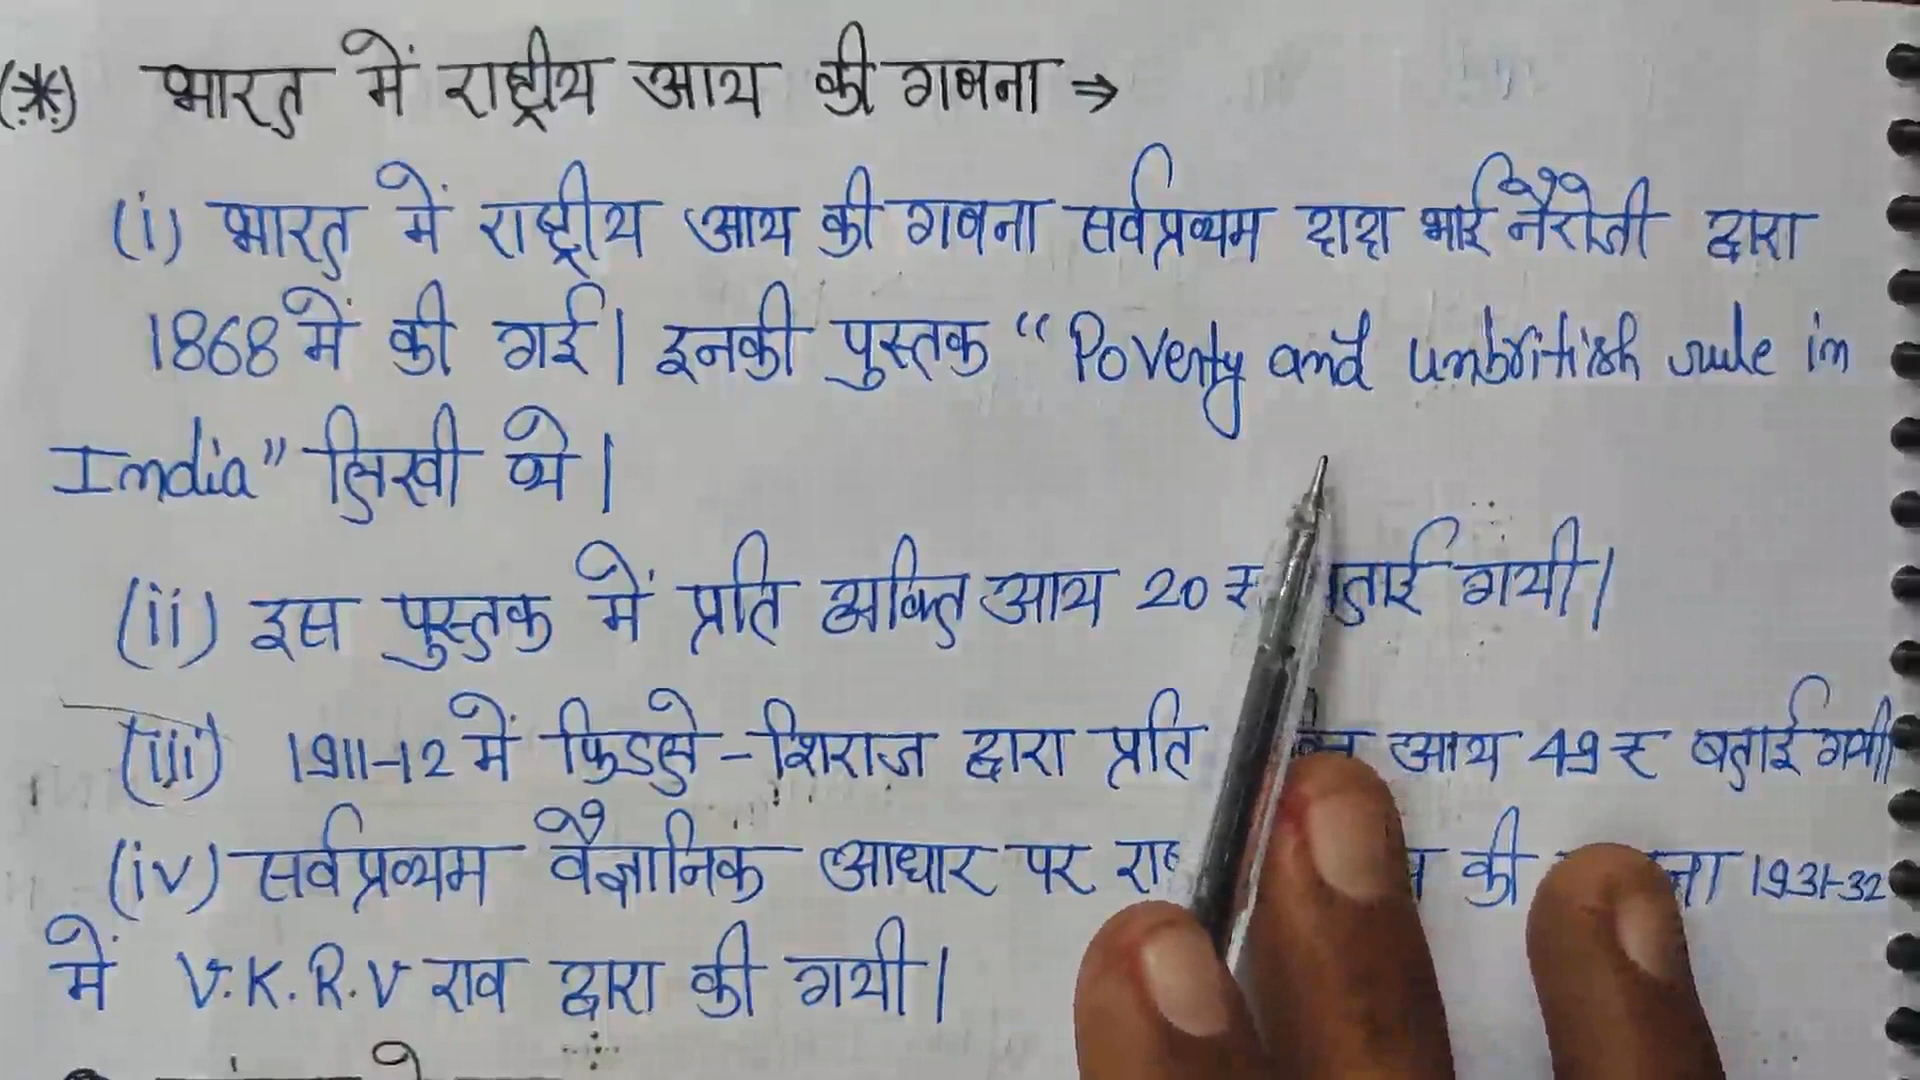 (※) भारत में राष्ट्रीय आय की गणना ⇒
(i) भारत में राष्ट्रीय आय की गणना सर्वप्रथम दादा भाई नैरोजी द्वारा
1868 में की गई। इनकी पुस्तक "Poverty and unbritish rule in
India" लिखी थे।
(ii) इस पुस्तक में प्रति व्यक्ति आय 20 ₹ गयी।
(iii) 1911-12 में फिडले - शिराज द्वारा प्रति आय 49 ₹ बताई गयी।
(iv) सर्वप्रथम वैज्ञानिक आधार पर की 1931-32
में V.K.R.V राव द्वारा की गयी।